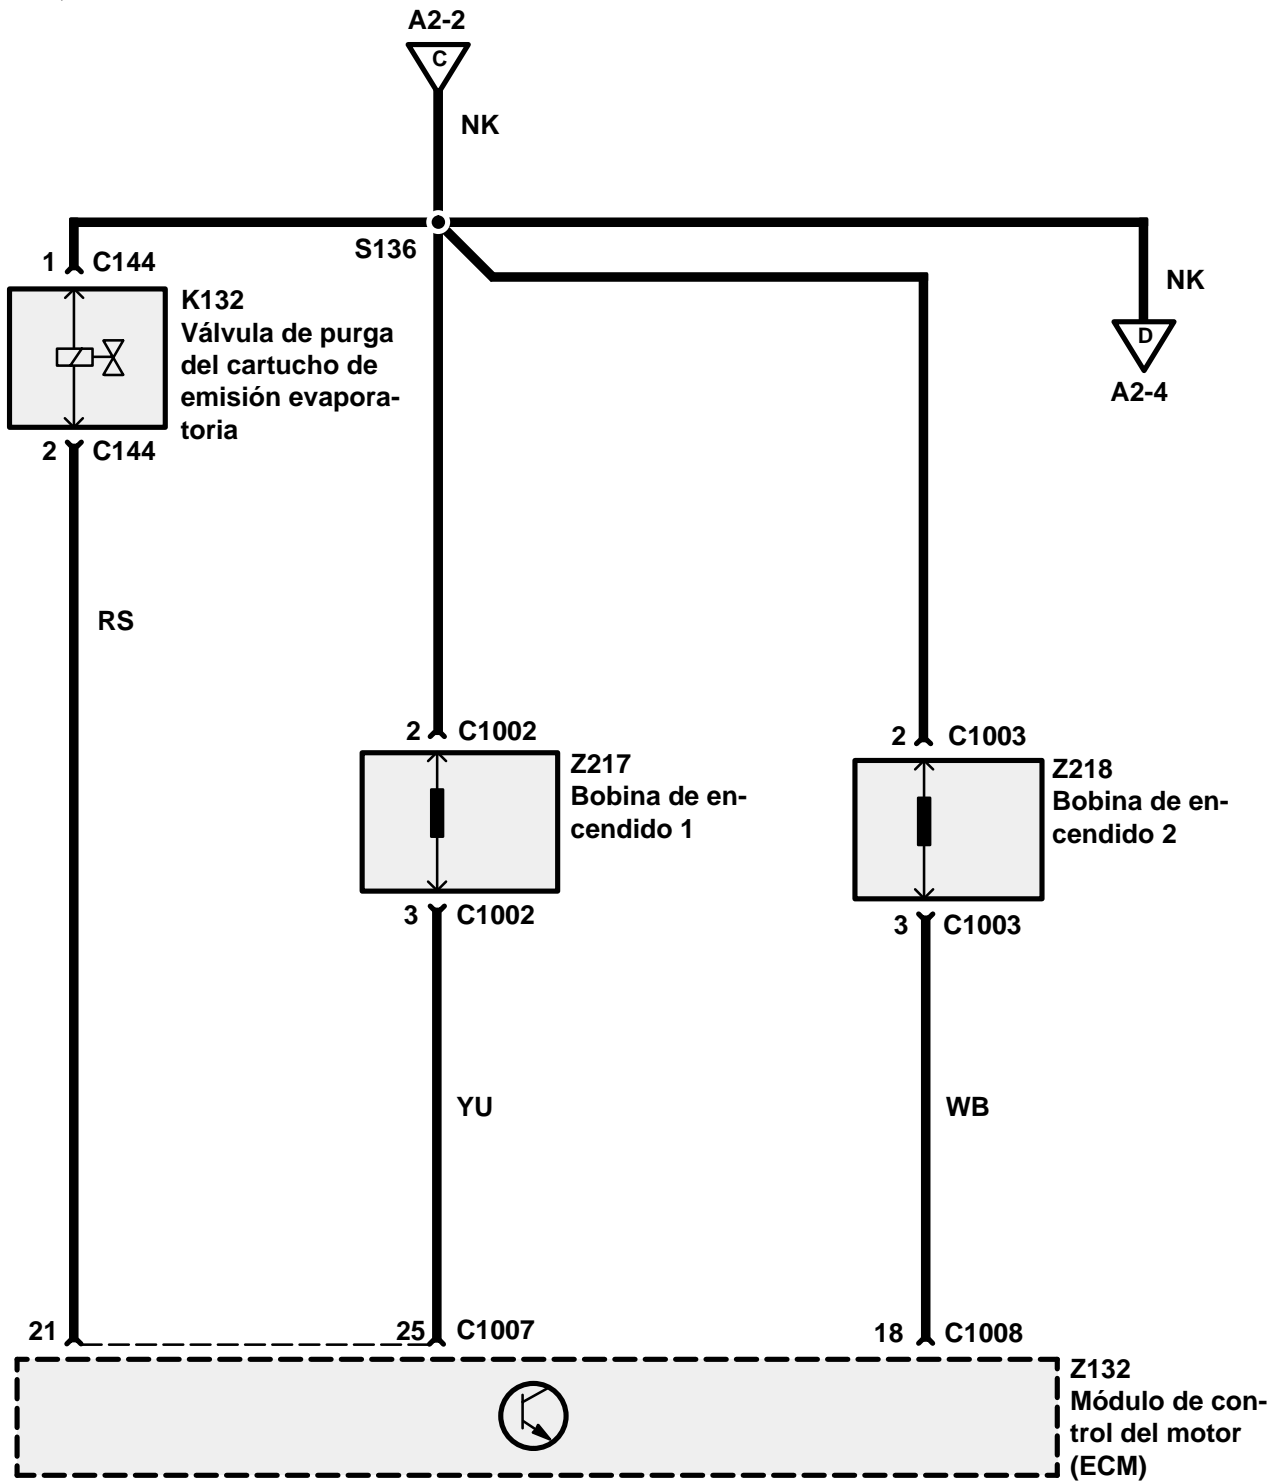 A2-2
C
NK
S136
1 C144
K132
Válvula de purga
del cartucho de
emisión evapora-
toria
2 C144
NK
D
A2-4
RS
2 C1002
Z217
Bobina de en-
cendido 1
3 C1002
2 C1003
Z218
Bobina de en-
cendido 2
3 C1003
YU
WB
21
25 C1007
18 C1008
Z132
Módulo de con-
trol del motor
(ECM)